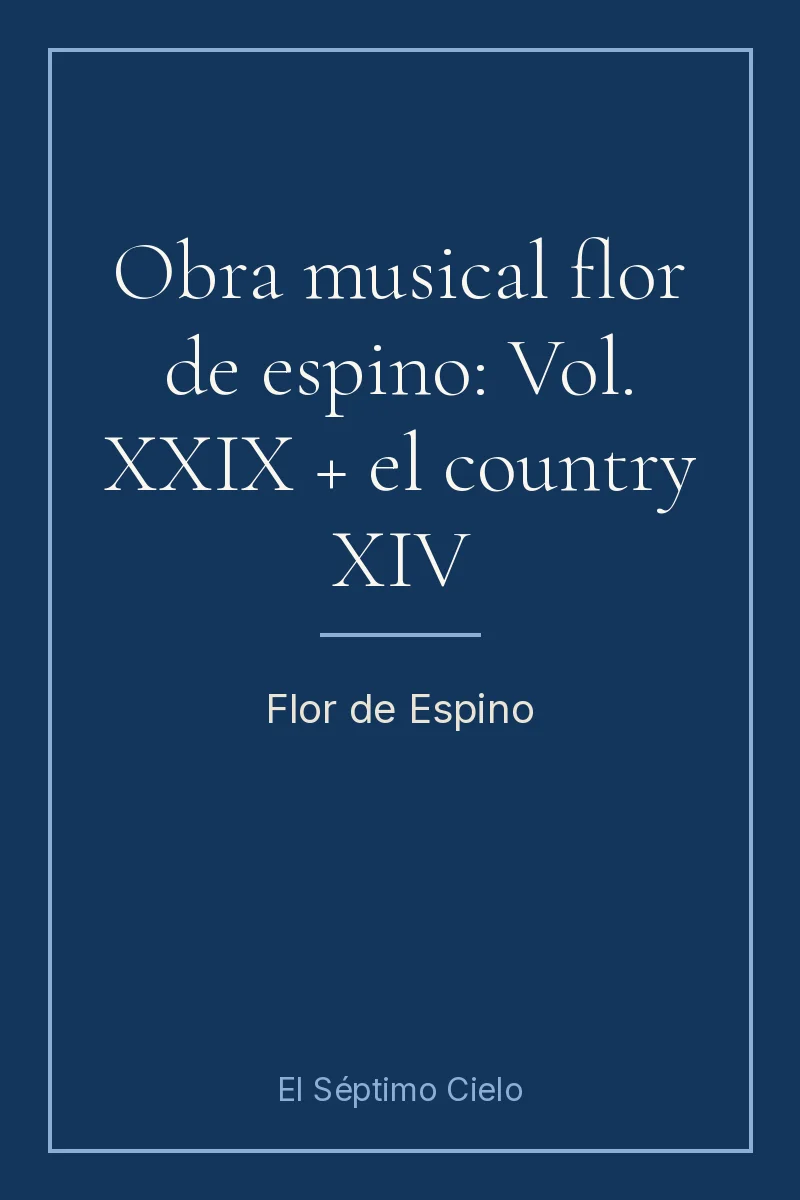 Obra musical flor
de espino: Vol.
XXIX + el country
XIV
Flor de Espino
El Séptimo Cielo